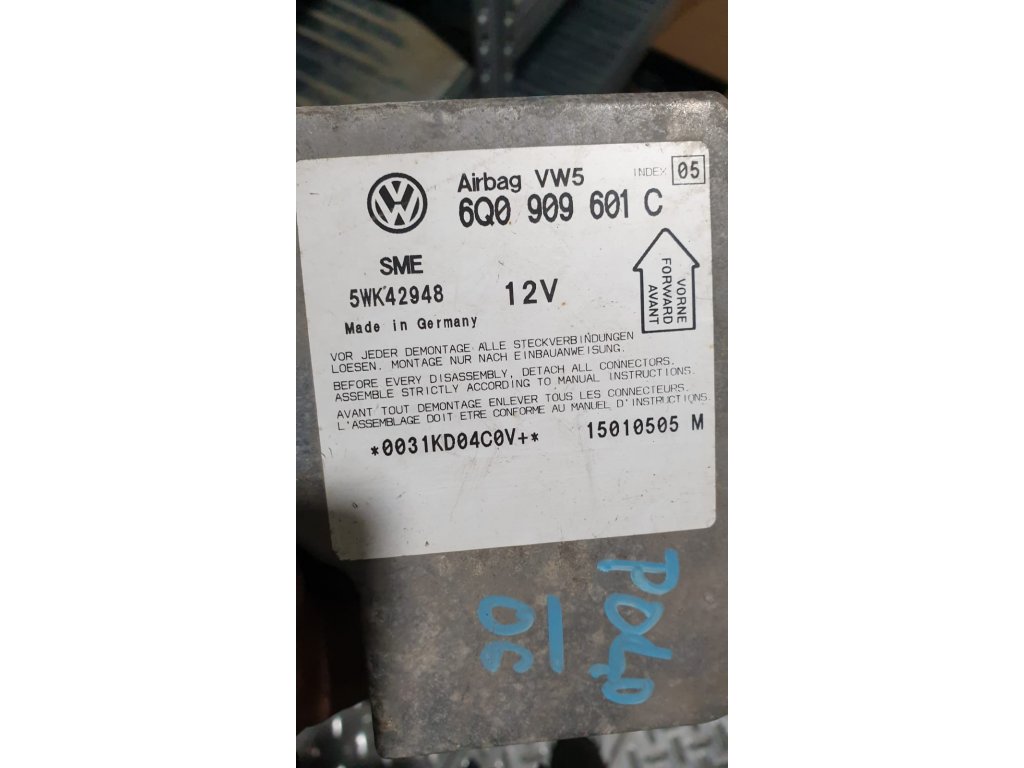 Airbag VW5
INDEX 05
6Q0 909 601 C
SME
5WK42948
12V
VORNE
FORWARD
AVANT
Made in Germany
VOR JEDER DEMONTAGE ALLE STECKVERBINDUNGEN
LOESEN. MONTAGE NUR NACH EINBAUANWEISUNG.
BEFORE EVERY DISASSEMBLY, DETACH ALL CONNECTORS.
ASSEMBLE STRICTLY ACCORDING TO MANUAL INSTRUCTIONS.
AVANT TOUT DEMONTAGE ENLEVER TOUS LES CONNECTEURS.
L'ASSEMBLAGE DOIT ETRE CONFORME AU MANUEL D'INSTRUCTIONS.
*0031KD04C0V+*
15010505 M
POLO